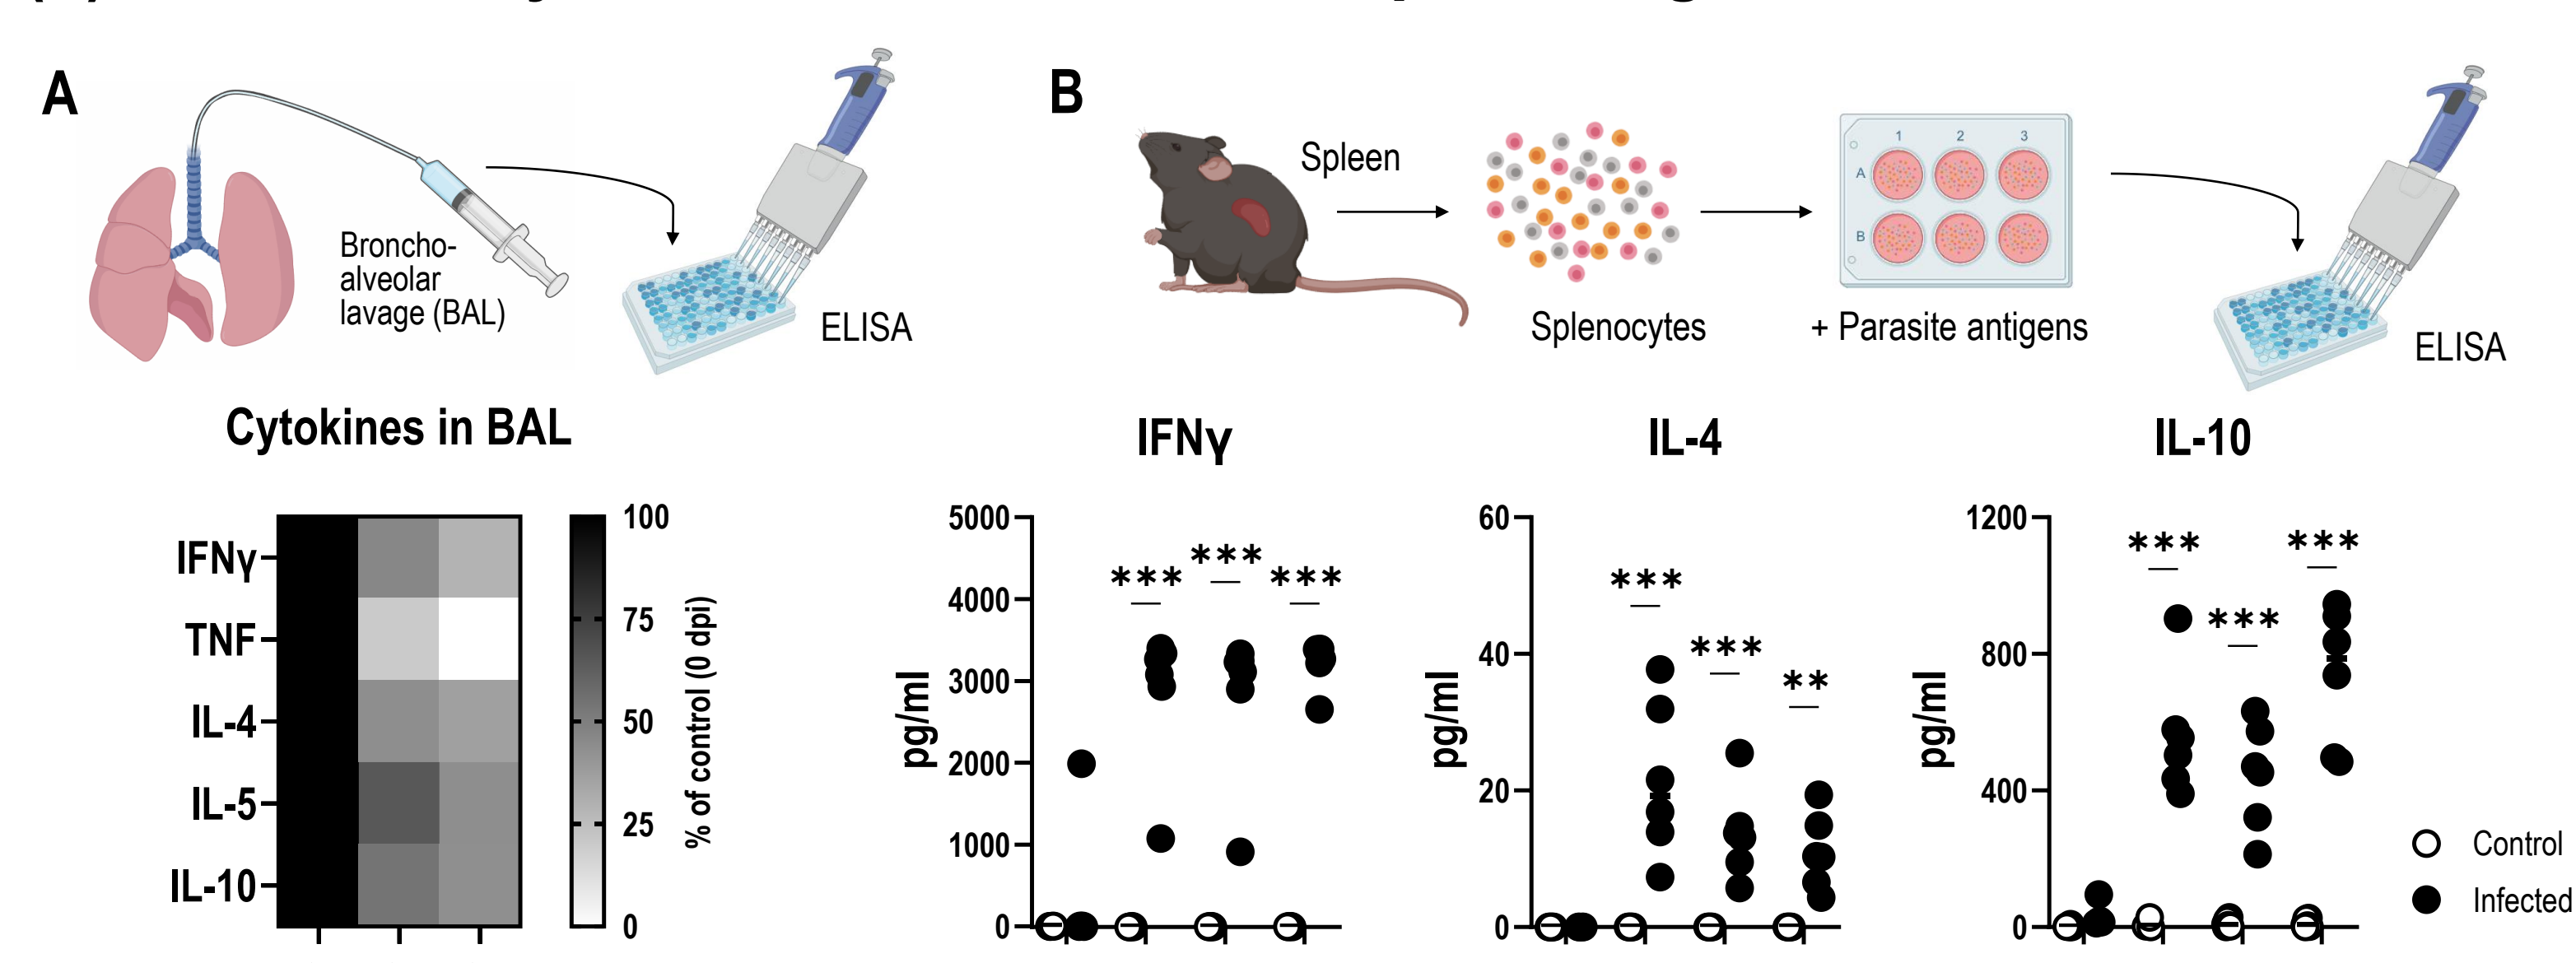 A
Broncho-
alveolar
lavage (BAL)
ELISA
B
Spleen
Splenocytes
1 2 3
A
B
+ Parasite antigens
ELISA
Cytokines in BAL
IFNγ
TNF
IL-4
IL-5
IL-10
100
75
50
25
0
% of control (0 dpi)
IFNγ
pg/ml
5000
4000
3000
2000
1000
0
*** *** ***
IL-4
pg/ml
60
40
20
0
*** *** **
IL-10
pg/ml
1200
800
400
0
*** *** ***
Control
Infected